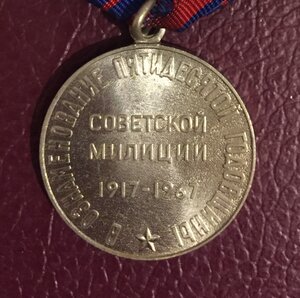 В ОЗНАМЕНОВАНИЕ ПЯТИДЕСЯТОЙ ГОДОВЩИНЫ
СОВЕТСКОЙ
МИЛИЦИИ
1917-1967